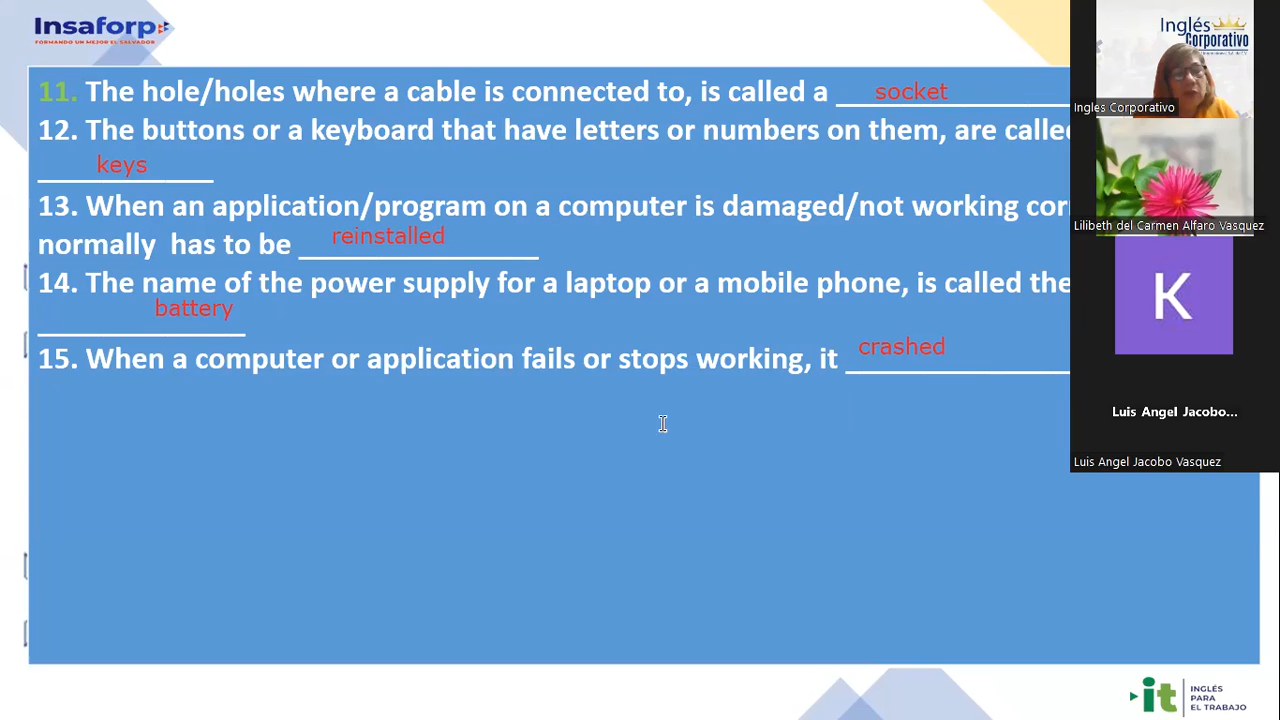 Insaforp
FORMANDO UN MEJOR EL SALVADOR
11. The hole/holes where a cable is connected to, is called a socket
12. The buttons or a keyboard that have letters or numbers on them, are called
keys
13. When an application/program on a computer is damaged/not working cor
normally has to be reinstalled
14. The name of the power supply for a laptop or a mobile phone, is called the
battery
15. When a computer or application fails or stops working, it crashed
Inglés
Corporativo
Ingles Corporativo
Lilibeth del Carmen Alfaro Vasquez
K
Luis Angel Jacobo...
Luis Angel Jacobo Vasquez
it
INGLÉS
PARA
EL TRABAJO